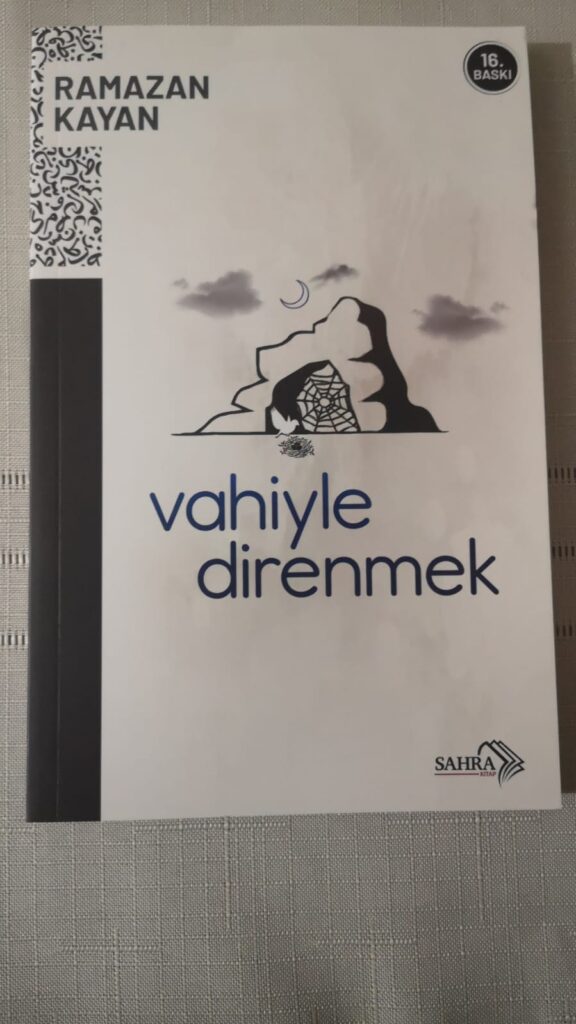 RAMAZAN
KAYAN
16.
BASKI
vahiyle
direnmek
SAHRA
KİTAP